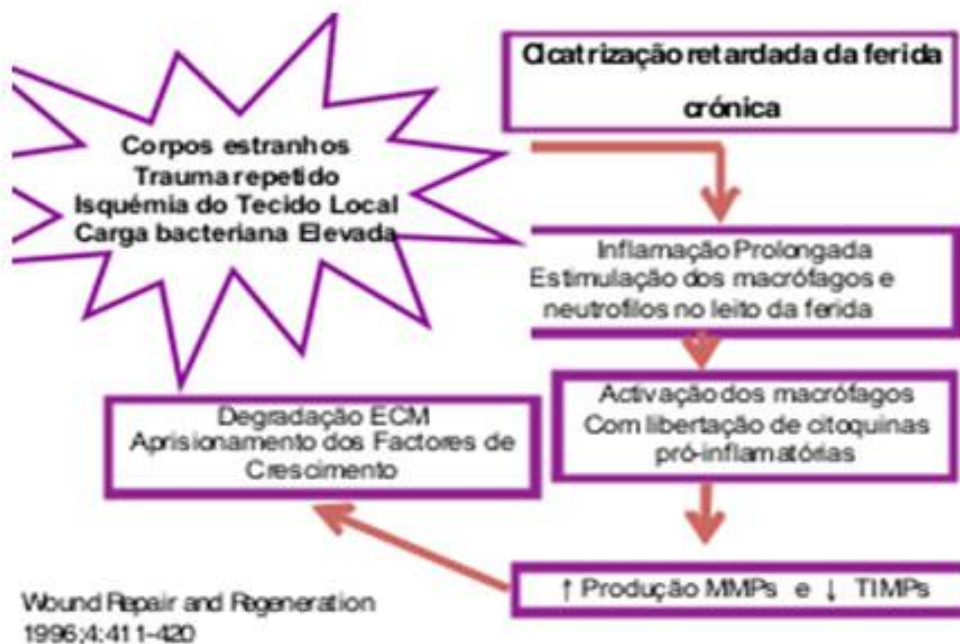 Cicatrização retardada da ferida
crónica
Corpos estranhos
Trauma repetido
Isquémia do Tecido Local
Carga bacteriana Elevada
Inflamação Prolongada
Estimulação dos macrófagos e
neutrofilos no leito da ferida
Activação dos macrófagos
Com libertação de citoquinas
pró-inflamatórias
↑ Produção MMPs e ↓ TIMPs
Degradação ECM
Aprisionamento dos Factores de
Crescimento
Wound Repair and Regeneration
1996;4:411-420